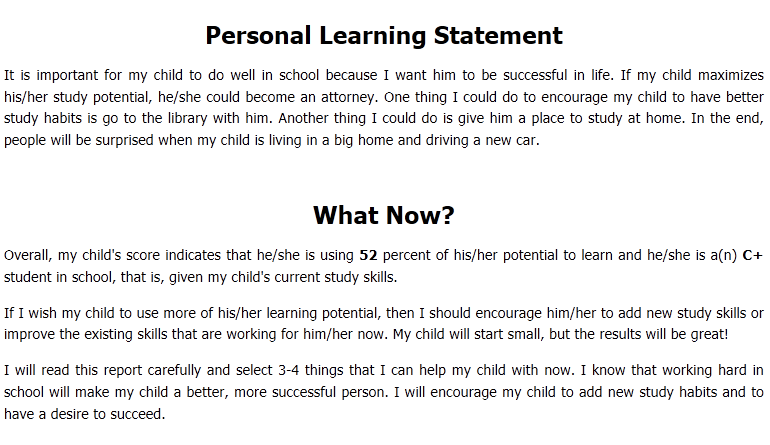 Personal Learning Statement
It is important for my child to do well in school because I want him to be successful in life. If my child maximizes
his/her study potential, he/she could become an attorney. One thing I could do to encourage my child to have better
study habits is go to the library with him. Another thing I could do is give him a place to study at home. In the end,
people will be surprised when my child is living in a big home and driving a new car.
What Now?
Overall, my child's score indicates that he/she is using 52 percent of his/her potential to learn and he/she is a(n) C+
student in school, that is, given my child's current study skills.
If I wish my child to use more of his/her learning potential, then I should encourage him/her to add new study skills or
improve the existing skills that are working for him/her now. My child will start small, but the results will be great!
I will read this report carefully and select 3-4 things that I can help my child with now. I know that working hard in
school will make my child a better, more successful person. I will encourage my child to add new study habits and to
have a desire to succeed.